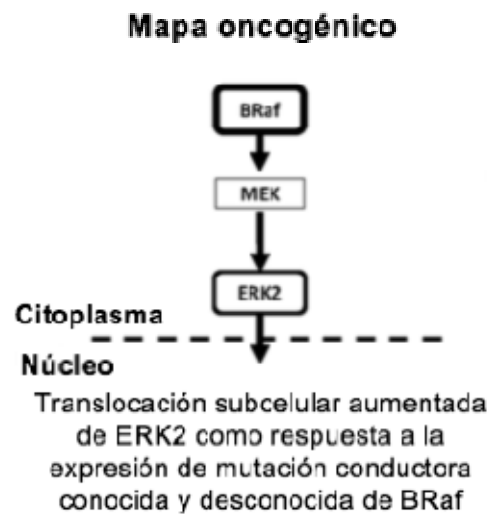 Mapa oncogénico
BRaf
MEK
ERK2
Citoplasma
Núcleo
Translocación subcelular aumentada
de ERK2 como respuesta a la
expresión de mutación conductora
conocida y desconocida de BRaf